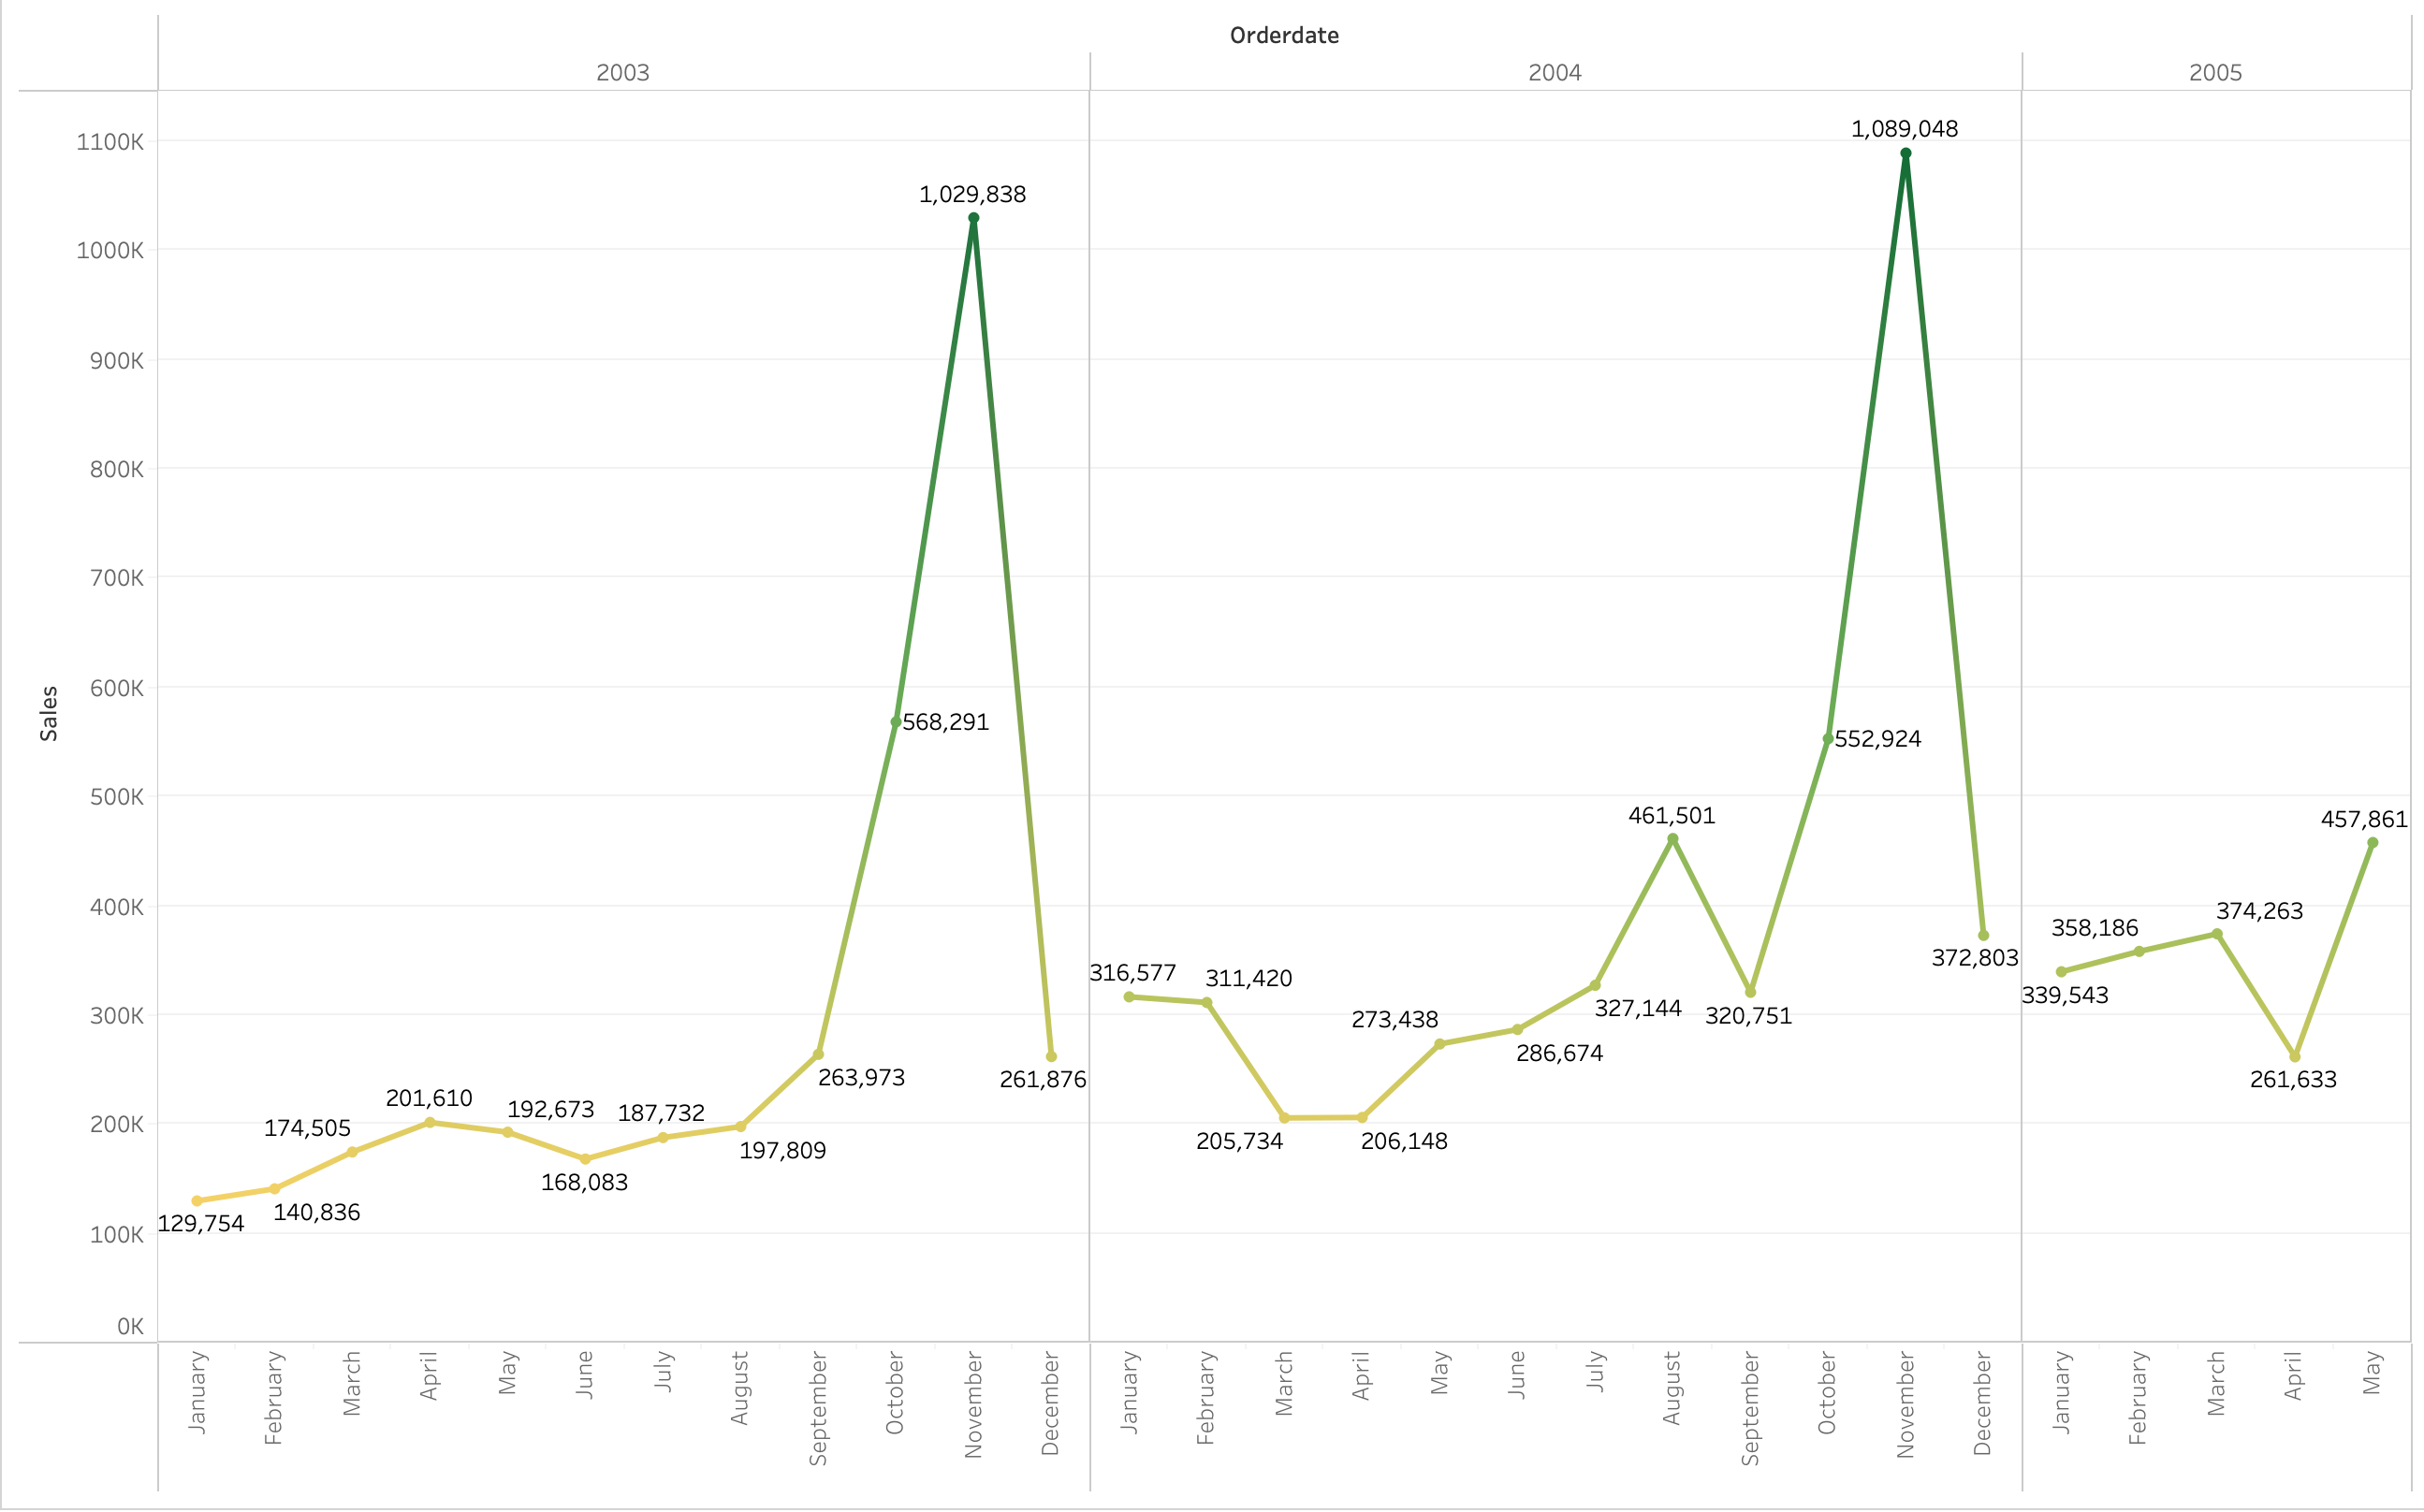 Orderdate
2003 2004 2005
Sales
1100K
1000K
900K
800K
700K
600K
500K
400K
300K
200K
100K
0K
129,754
140,836
174,505
201,610
192,673
168,083
187,732
197,809
263,973
568,291
1,029,838
261,876
316,577
311,420
205,734
206,148
273,438
286,674
327,144
461,501
320,751
552,924
1,089,048
372,803
339,543
358,186
374,263
261,633
457,861
January
February
March
April
May
June
July
August
September
October
November
December
January
February
March
April
May
June
July
August
September
October
November
December
January
February
March
April
May